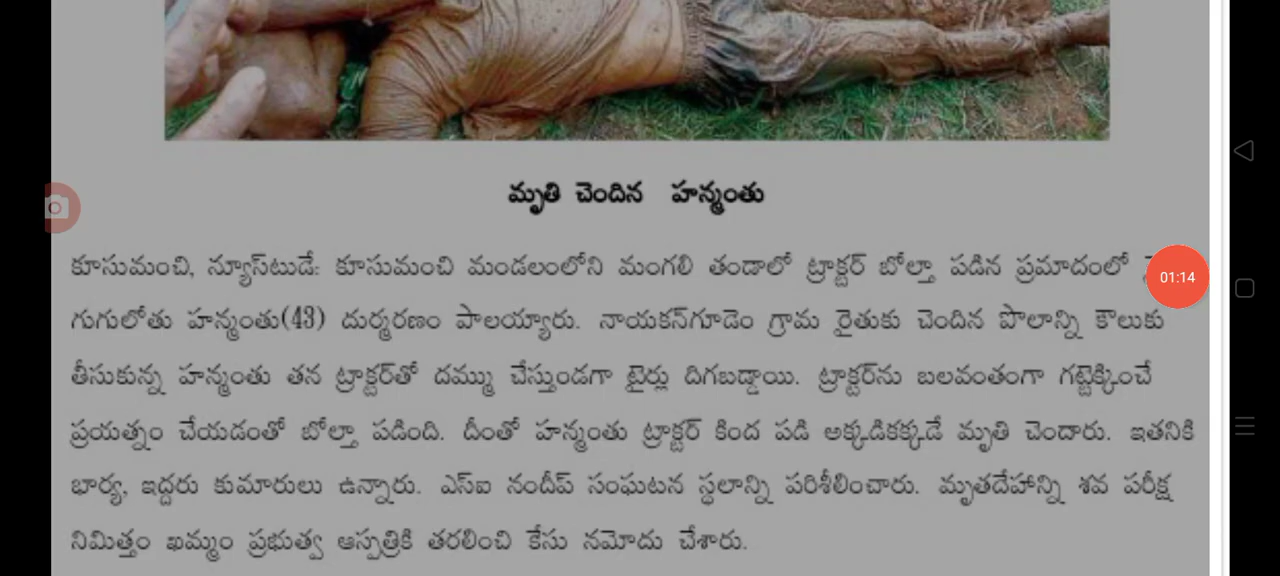 మృతి చెందిన హన్మంతు
కూసుమంచి, న్యూస్‌టుడే: కూసుమంచి మండలంలోని మంగలి తండాలో ట్రాక్టర్ బోల్తా పడిన ప్రమాదంలో
01:14
గుగులోతు హన్మంతు(43) దుర్మరణం పాలయ్యారు. నాయకన్‌గూడెం గ్రామ రైతుకు చెందిన పొలాన్ని కౌలుకు
తీసుకున్న హన్మంతు తన ట్రాక్టర్‌తో దమ్ము చేస్తుండగా టైర్లు దిగబడ్డాయి. ట్రాక్టర్‌ను బలవంతంగా గట్టెక్కించే
ప్రయత్నం చేయడంతో బోల్తా పడింది. దీంతో హన్మంతు ట్రాక్టర్ కింద పడి అక్కడికక్కడే మృతి చెందారు. ఇతనికి
భార్య, ఇద్దరు కుమారులు ఉన్నారు. ఎస్ఐ నందీప్ సంఘటన స్థలాన్ని పరిశీలించారు. మృతదేహాన్ని శవ పరీక్ష
నిమిత్తం ఖమ్మం ప్రభుత్వ ఆస్పత్రికి తరలించి కేసు నమోదు చేశారు.